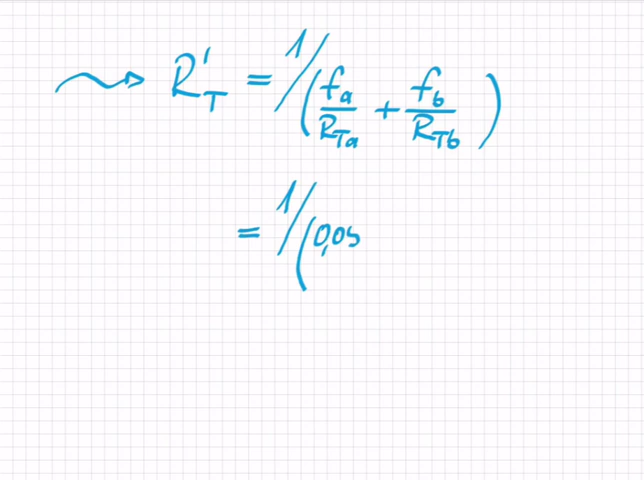 ⇝ R'_T = 1/(f_a/R_Ta + f_b/R_Tb)
= 1/(0,05